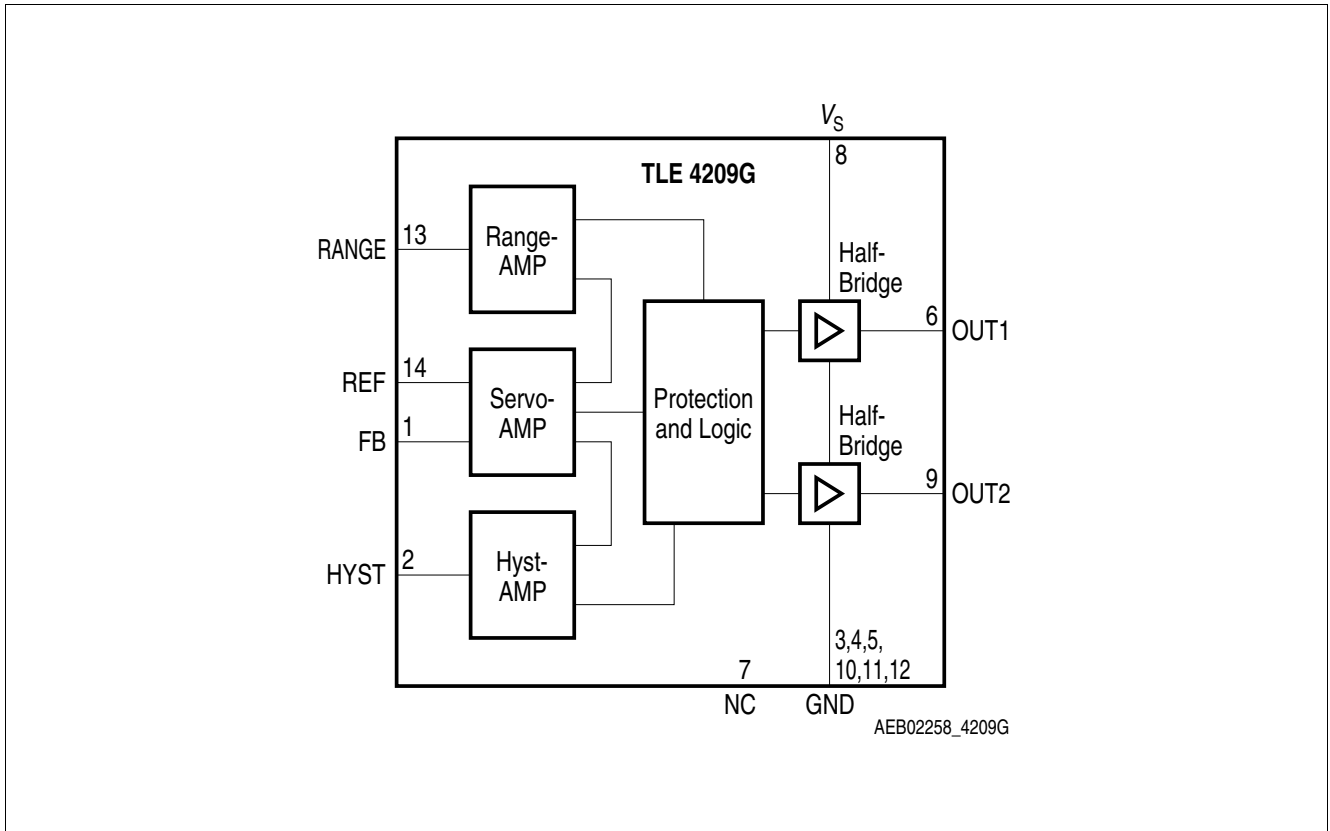 VS
8
TLE 4209G
RANGE
13
Range-
AMP
Half-
Bridge
6
OUT1
REF
14
FB
1
Servo-
AMP
Protection
and Logic
Half-
Bridge
9
OUT2
HYST
2
Hyst-
AMP
3,4,5,
10,11,12
7
NC
GND
AEB02258_4209G